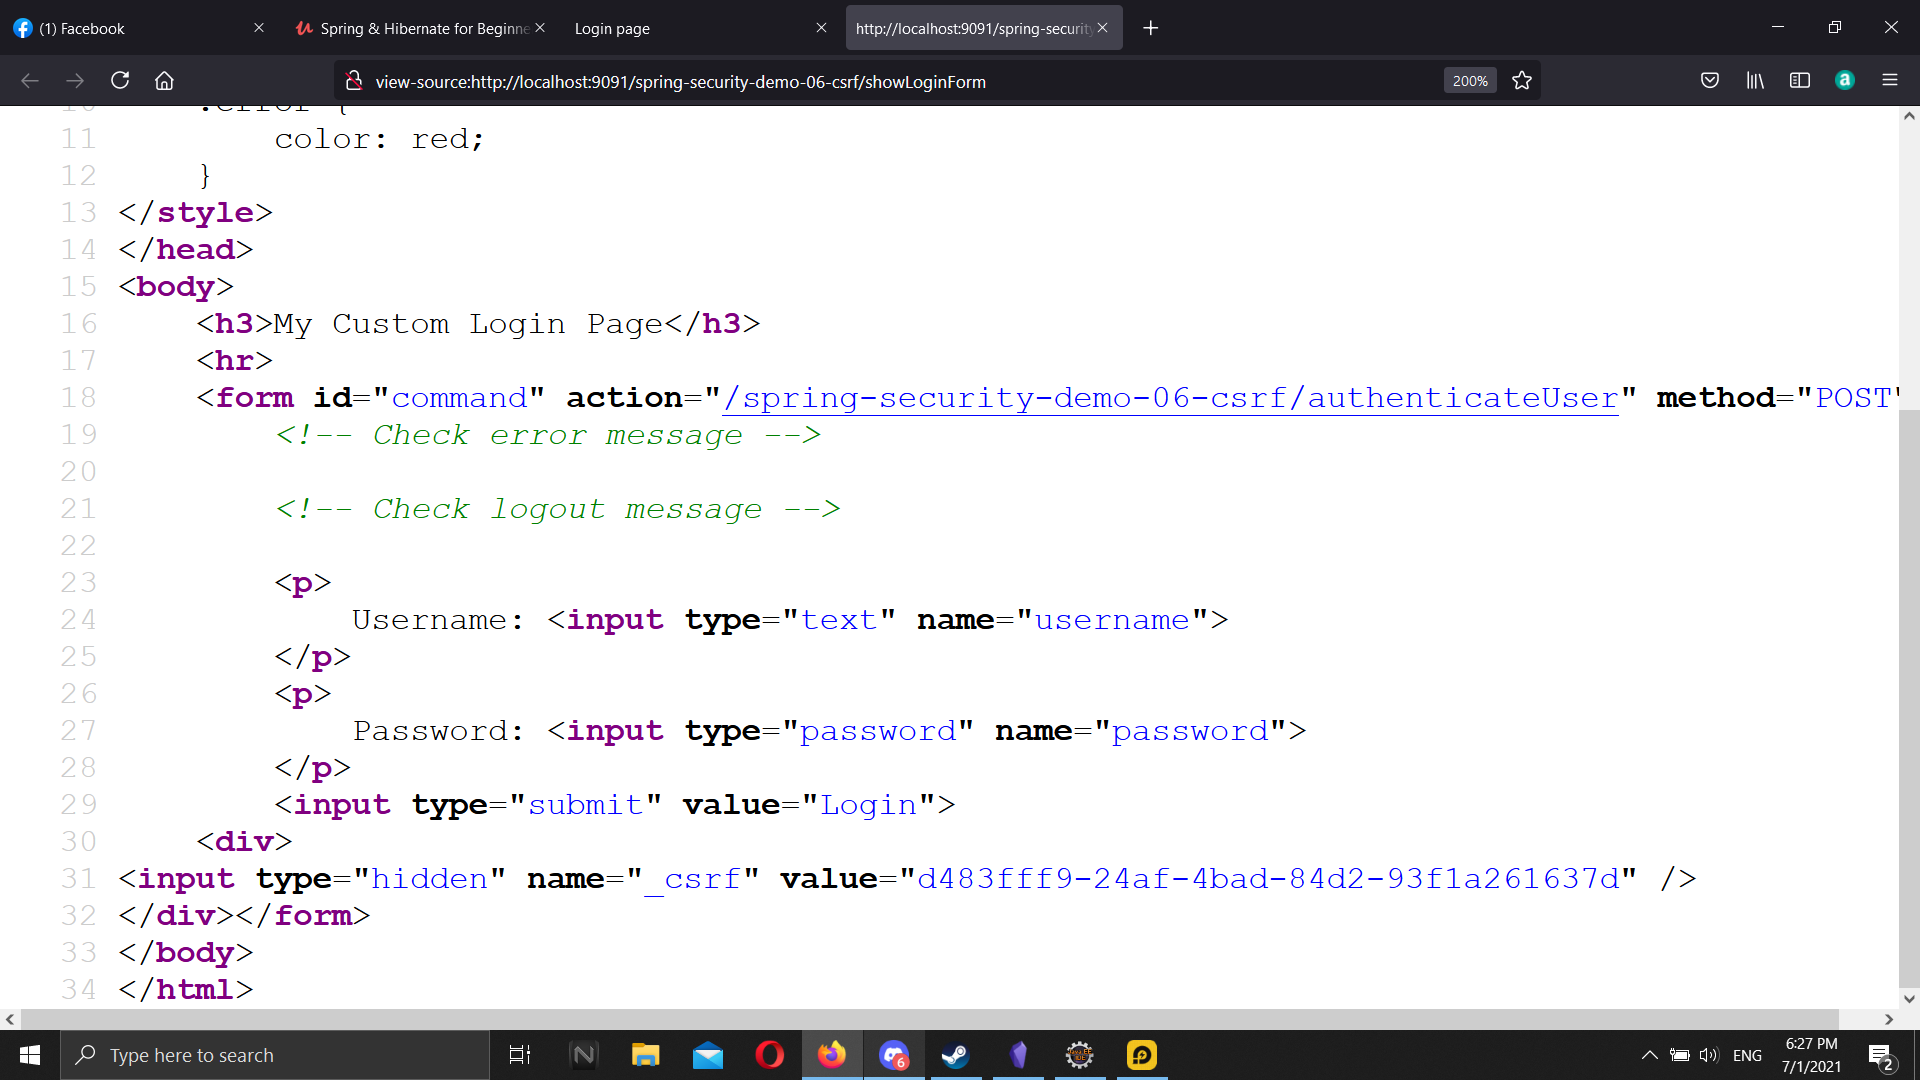 (1) Facebook
Spring & Hibernate for Beginne
Login page
http://localhost:9091/spring-securit
view-source:http://localhost:9091/spring-security-demo-06-csrf/showLoginForm
200%
10 .error {
11 color: red;
12 }
13 </style>
14 </head>
15 <body>
16 <h3>My Custom Login Page</h3>
17 <hr>
18 <form id="command" action="/spring-security-demo-06-csrf/authenticateUser" method="POST"
19 <!-- Check error message -->
20
21 <!-- Check logout message -->
22
23 <p>
24 Username: <input type="text" name="username">
25 </p>
26 <p>
27 Password: <input type="password" name="password">
28 </p>
29 <input type="submit" value="Login">
30 <div>
31 <input type="hidden" name="_csrf" value="d483fff9-24af-4bad-84d2-93f1a261637d" />
32 </div></form>
33 </body>
34 </html>
Type here to search
6
ENG
6:27 PM
7/1/2021
2